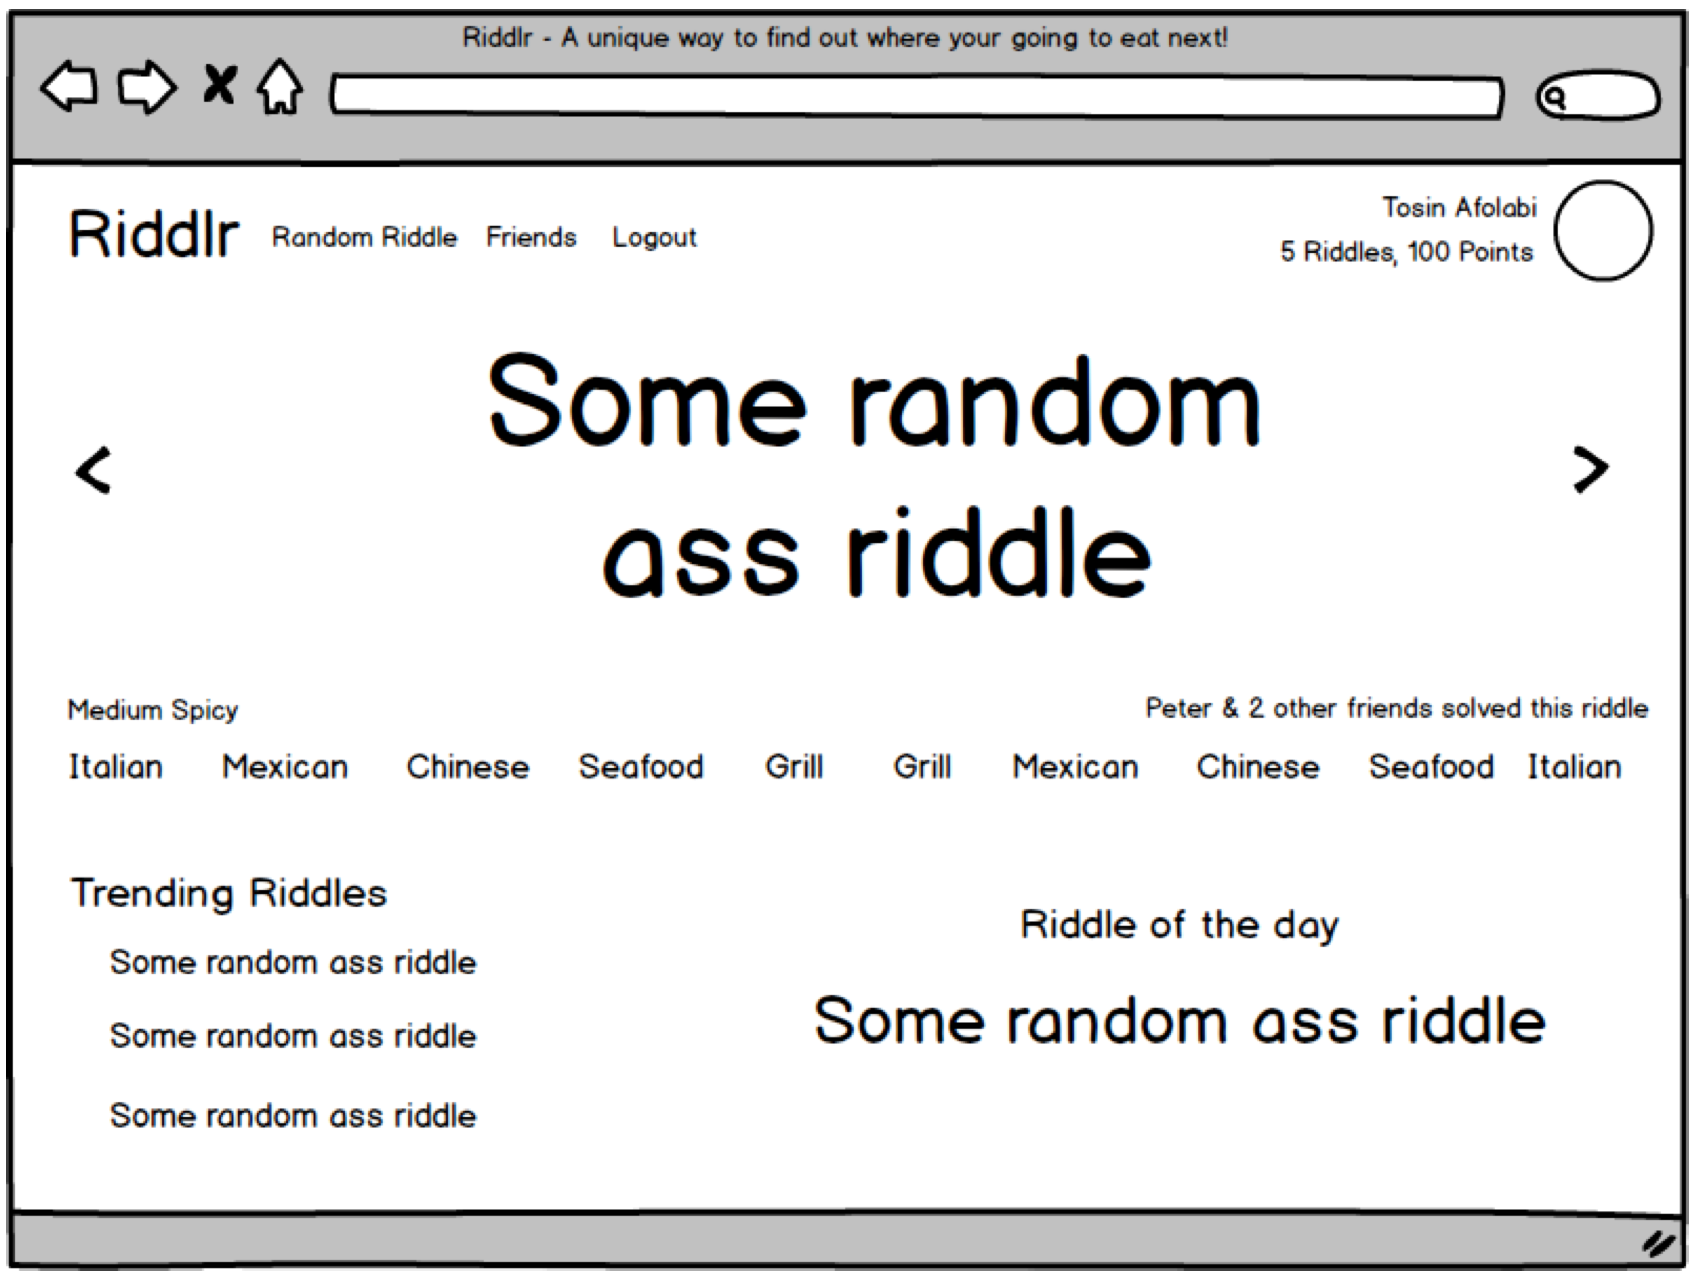 Riddlr - A unique way to find out where your going to eat next!
Riddlr Random Riddle Friends Logout
Tosin Afolabi
5 Riddles, 100 Points
Some random
ass riddle
< >
Medium Spicy
Peter & 2 other friends solved this riddle
Italian Mexican Chinese Seafood Grill Grill Mexican Chinese Seafood Italian
Trending Riddles
Some random ass riddle
Some random ass riddle
Some random ass riddle
Riddle of the day
Some random ass riddle